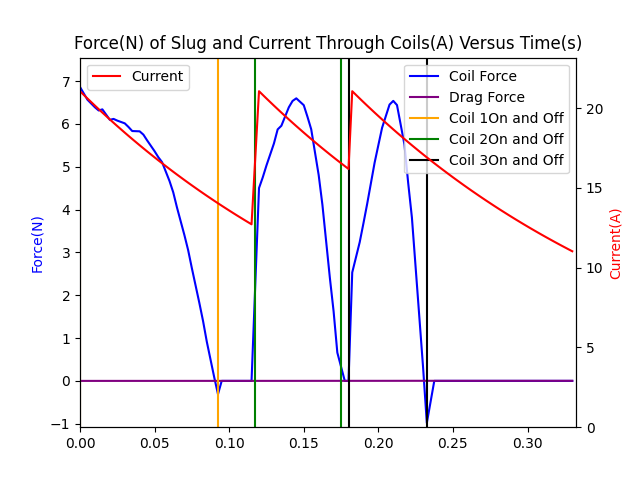 Force(N) of Slug and Current Through Coils(A) Versus Time(s)
Current
Coil Force
Drag Force
Coil 1On and Off
Coil 2On and Off
Coil 3On and Off
Force(N)
7
6
5
4
3
2
1
0
−1
Current(A)
20
15
10
5
0
0.00 0.05 0.10 0.15 0.20 0.25 0.30